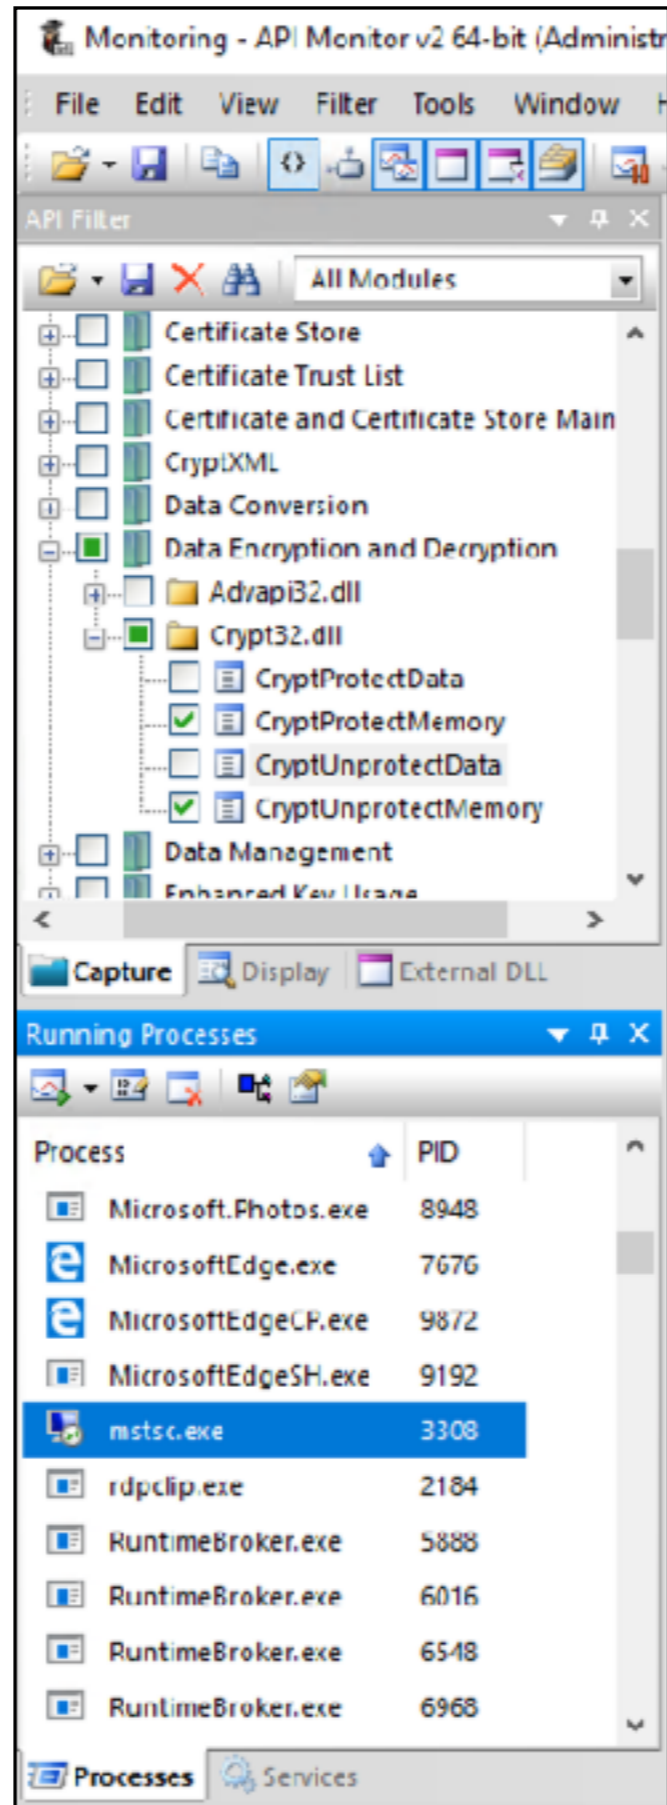 Monitoring - API Monitor v2 64-bit (Administr
File Edit View Filter Tools Window H
API Filter
All Modules
Certificate Store
Certificate Trust List
Certificate and Certificate Store Main
CryptXML
Data Conversion
Data Encryption and Decryption
Advapi32.dll
Crypt32.dll
CryptProtectData
CryptProtectMemory
CryptUnprotectData
CryptUnprotectMemory
Data Management
Enhanced Key Usage
Capture Display External DLL
Running Processes
Process PID
Microsoft.Photos.exe 8948
MicrosoftEdge.exe 7676
MicrosoftEdgeCP.exe 9872
MicrosoftEdgeSH.exe 9192
mstsc.exe 3308
rdpclip.exe 2184
RuntimeBroker.exe 5888
RuntimeBroker.exe 6016
RuntimeBroker.exe 6548
RuntimeBroker.exe 6968
Processes Services